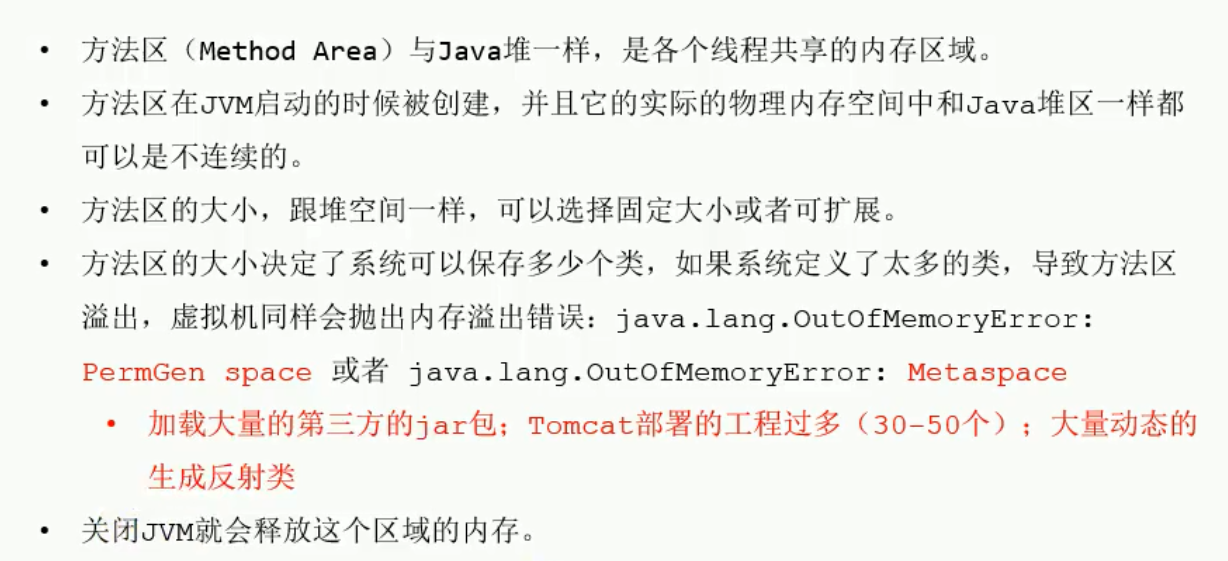 • 方法区（Method Area）与Java堆一样，是各个线程共享的内存区域。
• 方法区在JVM启动的时候被创建，并且它的实际的物理内存空间中和Java堆区一样都
可以是不连续的。
• 方法区的大小，跟堆空间一样，可以选择固定大小或者可扩展。
• 方法区的大小决定了系统可以保存多少个类，如果系统定义了太多的类，导致方法区
溢出，虚拟机同样会抛出内存溢出错误：java.lang.OutOfMemoryError:
PermGen space 或者 java.lang.OutOfMemoryError: Metaspace
• 加载大量的第三方的jar包；Tomcat部署的工程过多（30-50个）；大量动态的
生成反射类
• 关闭JVM就会释放这个区域的内存。